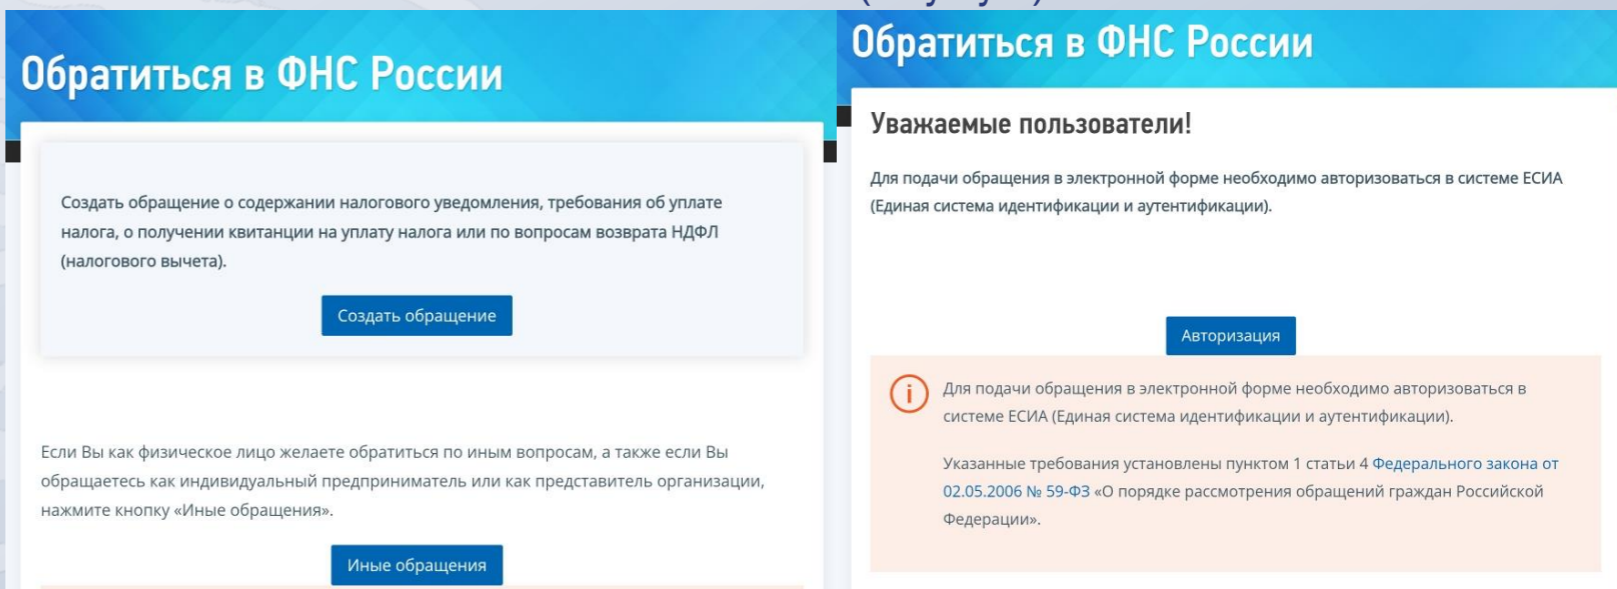 Обратиться в ФНС России
Создать обращение о содержании налогового уведомления, требования об уплате
налога, о получении квитанции на уплату налога или по вопросам возврата НДФЛ
(налогового вычета).
Создать обращение
Если Вы как физическое лицо желаете обратиться по иным вопросам, а также если Вы
обращаетесь как индивидуальный предприниматель или как представитель организации,
нажмите кнопку «Иные обращения».
Иные обращения
Обратиться в ФНС России
Уважаемые пользователи!
Для подачи обращения в электронной форме необходимо авторизоваться в системе ЕСИА
(Единая система идентификации и аутентификации).
Авторизация
Для подачи обращения в электронной форме необходимо авторизоваться в
системе ЕСИА (Единая система идентификации и аутентификации).
Указанные требования установлены пунктом 1 статьи 4 Федерального закона от
02.05.2006 № 59-ФЗ «О порядке рассмотрения обращений граждан Российской
Федерации».